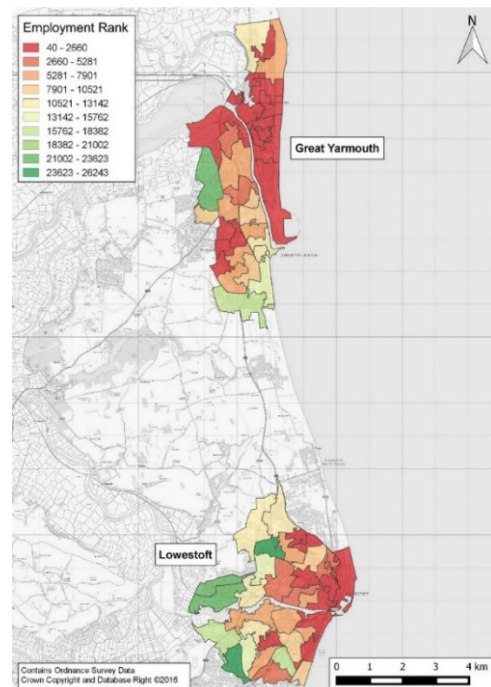 Employment Rank
40 - 2660
2660 - 5281
5281 - 7901
7901 - 10521
10521 - 13142
13142 - 15762
15762 - 18382
18382 - 21002
21002 - 23623
23623 - 26243
N
Great Yarmouth
Lowestoft
Contains Ordnance Survey Data
Crown Copyright and Database Right ©2016
0 1 2 3 4 km